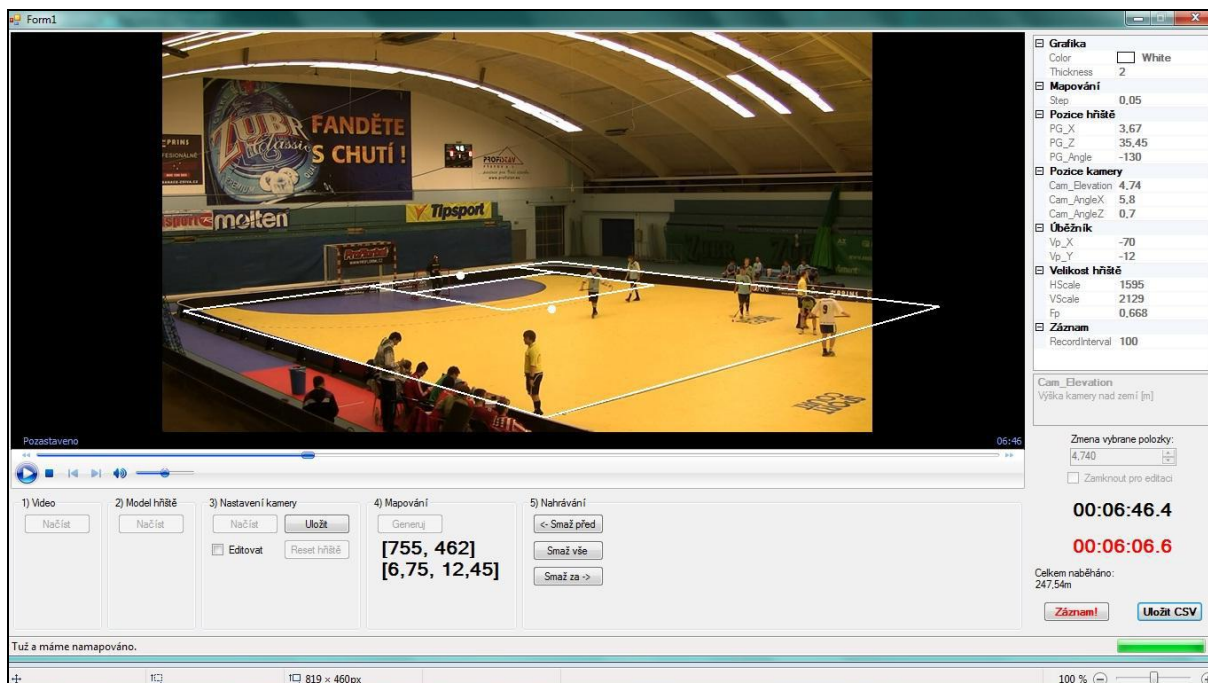 Form1
ZUBR
Classic
FANDĚTE
S CHUTÍ !
PRINS
PROFISTAV
Tipsport
sport
molten
PRINS
9
Pozastaveno
06:46
Grafika
Color White
Thickness 2
Mapování
Step 0,05
Pozice hřiště
PG_X 3,67
PG_Z 35,45
PG_Angle -130
Pozice kamery
Cam_Elevation 4,74
Cam_AngleX 5,8
Cam_AngleZ 0,7
Úběžník
Vp_X -70
Vp_Y -12
Velikost hřiště
HScale 1595
VScale 2129
Fp 0,668
Záznam
RecordInterval 100
Cam_Elevation
Výška kamery nad zemí [m]
Zmena vybrane polozky:
4,740
Zamknout pro editaci
00:06:46.4
00:06:06.6
Celkem naběháno:
247,54m
Záznam!
Uložit CSV
1) Video
Načíst
2) Model hřiště
Načíst
3) Nastavení kamery
Načíst
Uložit
Editovat
Reset hřiště
4) Mapování
Generuj
[755, 462]
[6,75, 12,45]
5) Nahrávání
<- Smaž před
Smaž vše
Smaž za ->
Tuž a máme namapováno.
819 × 460px
100 %